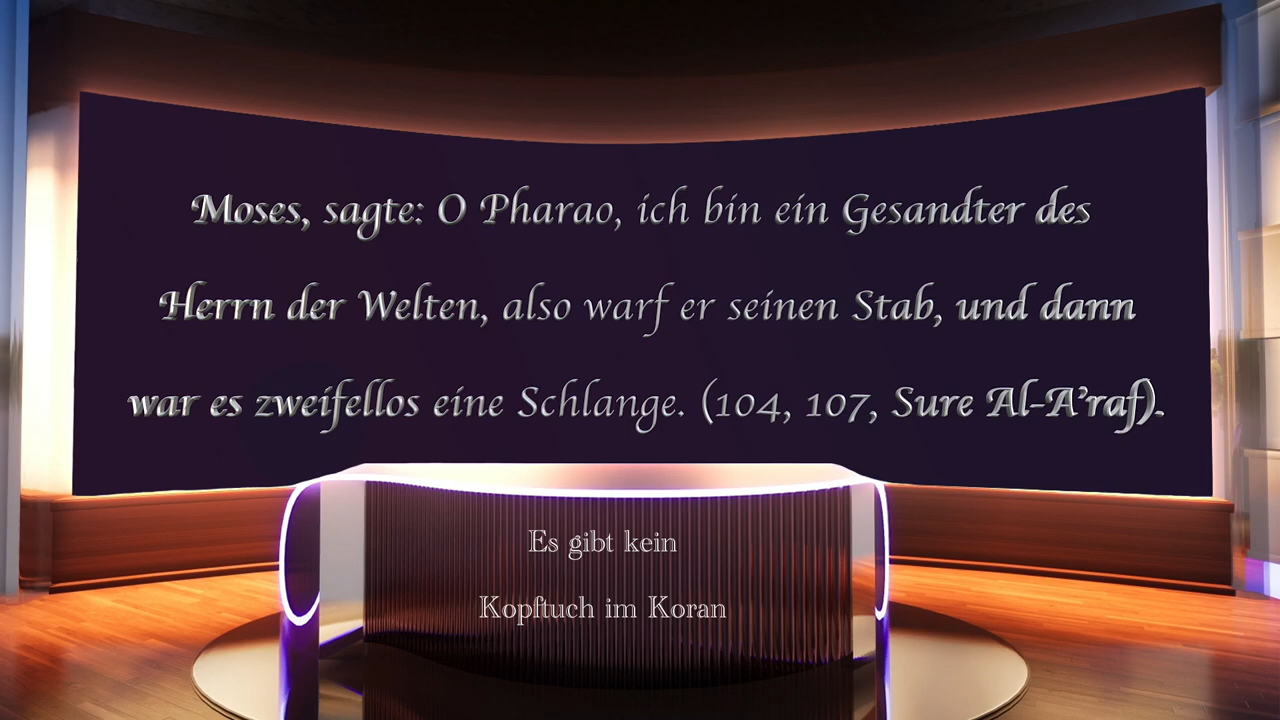 Moses, sagte: O Pharao, ich bin ein Gesandter des
Herrn der Welten, also warf er seinen Stab, und dann
war es zweifellos eine Schlange. (104, 107, Sure Al-A'raf).
Es gibt kein
Kopftuch im Koran